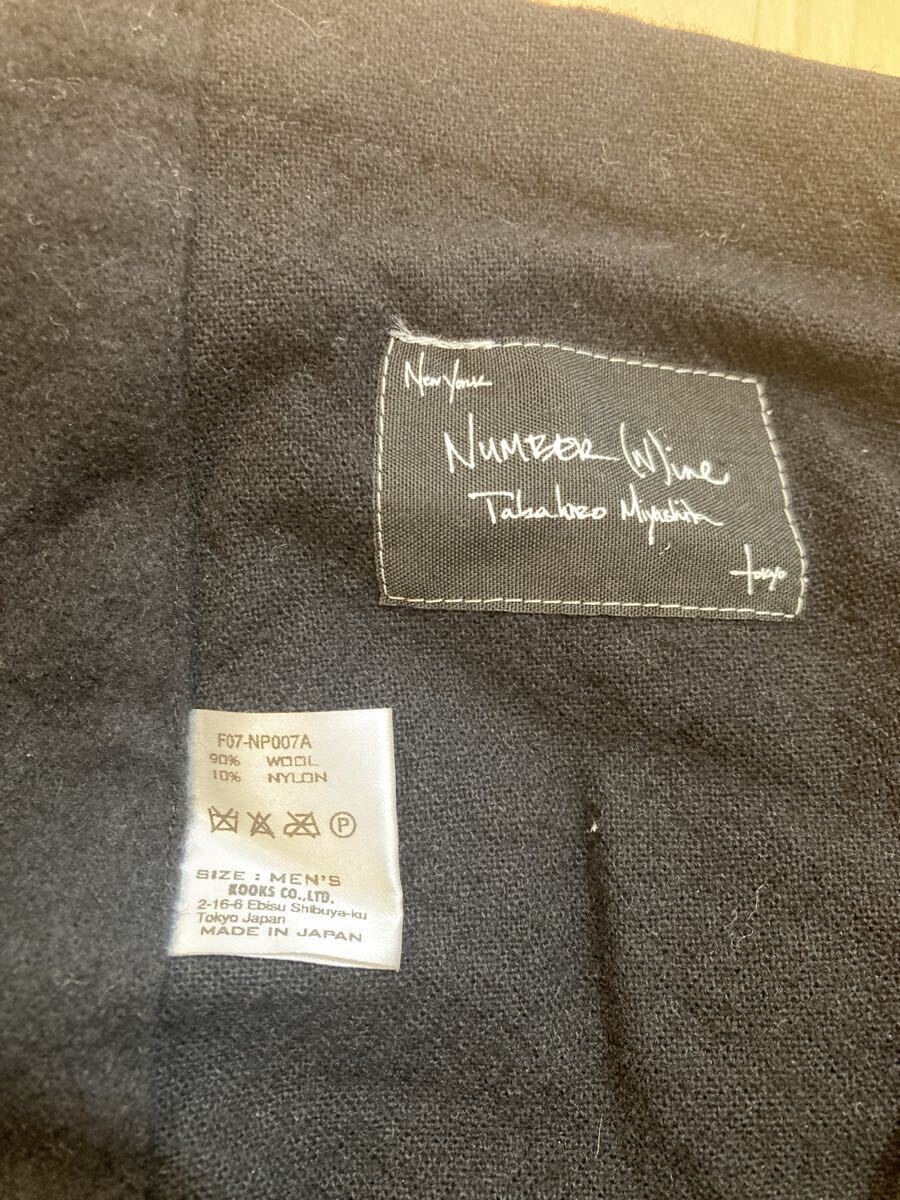 New York
NUMBER (N)ine
Takahiro Miyashita
tokyo
F07-NP007A
90% WOOL
10% NYLON
P
SIZE : MEN'S
KOOKS CO.,LTD.
2-16-6 Ebisu Shibuya-ku
Tokyo Japan
MADE IN JAPAN